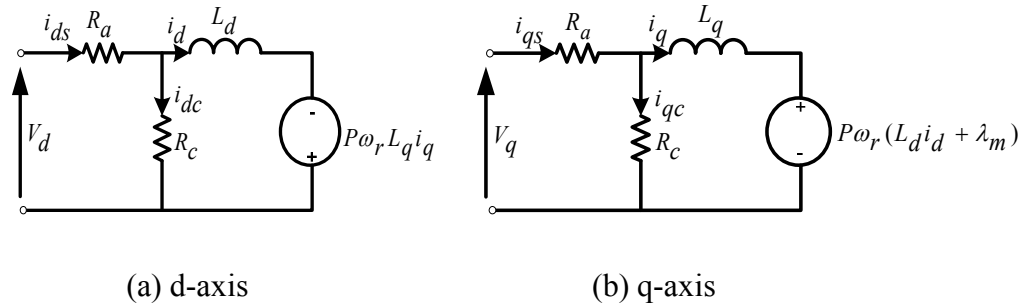 i_ds R_a i_d L_d
i_dc
R_c
V_d
-
+
Pω_r L_q i_q
i_qs R_a i_q L_q
i_qc
R_c
V_q
+
-
Pω_r (L_d i_d + λ_m)
(a) d-axis
(b) q-axis